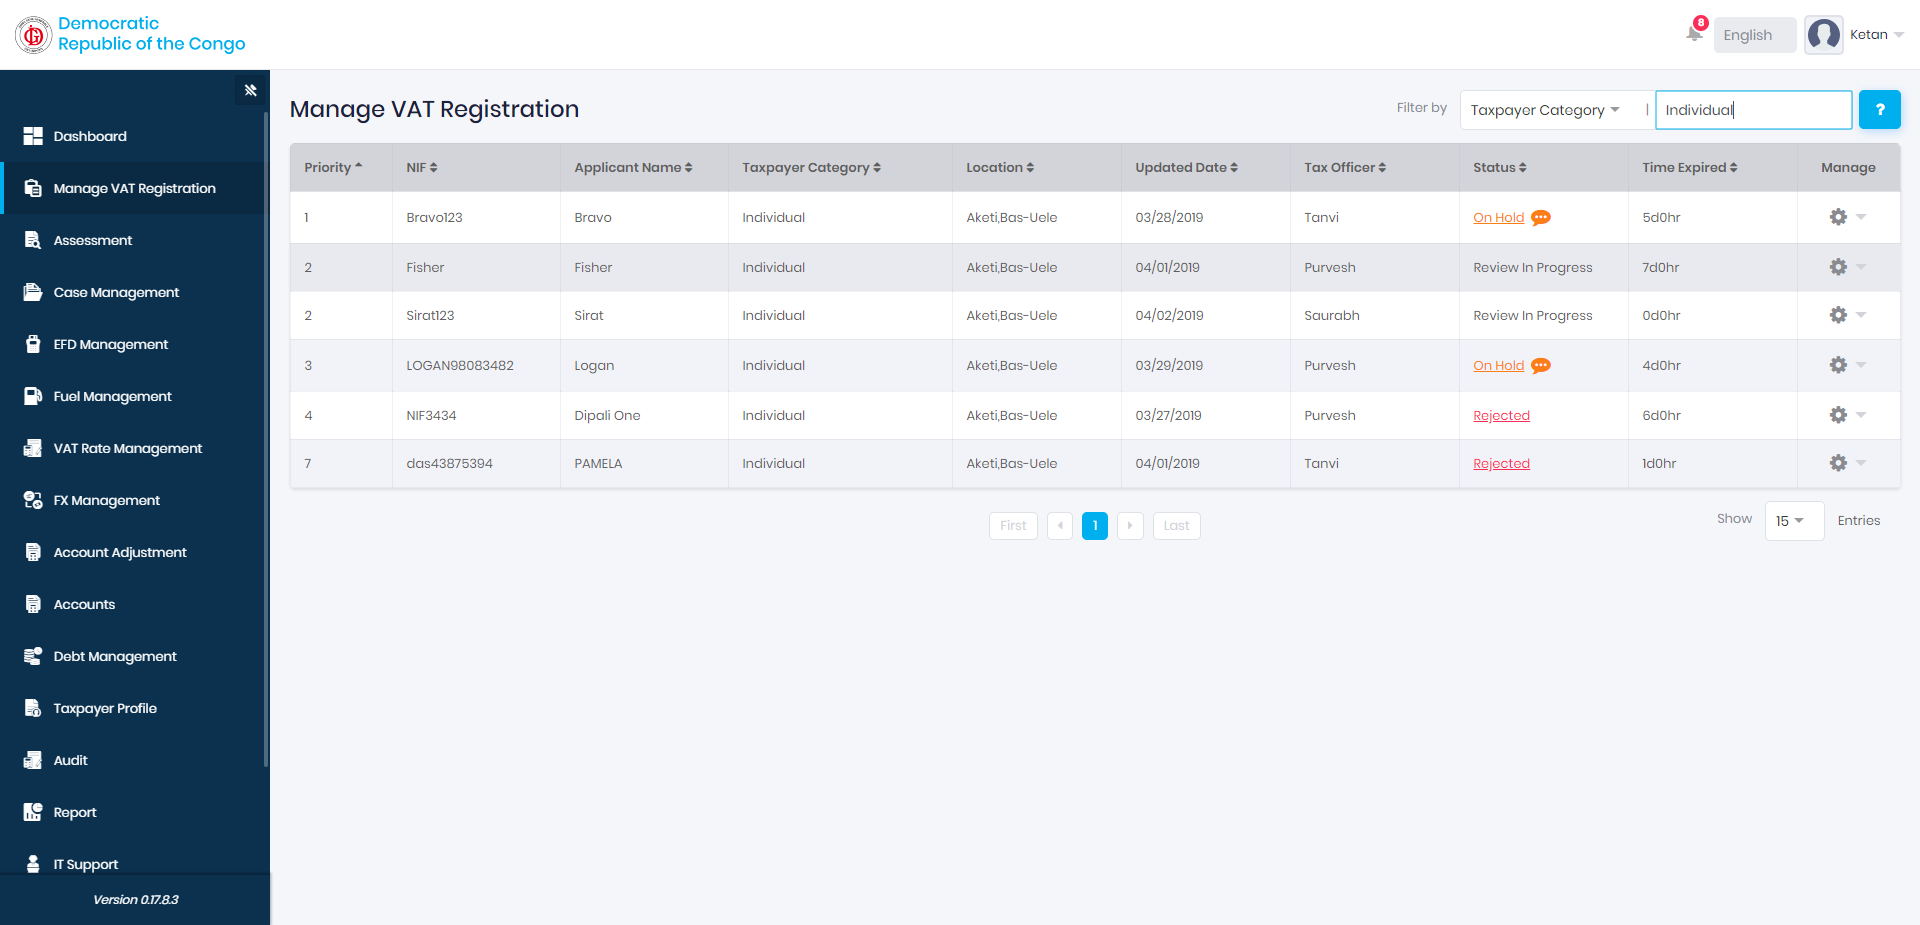 Democratic
Republic of the Congo
8
English
Ketan
Dashboard
Manage VAT Registration
Assessment
Case Management
EFD Management
Fuel Management
VAT Rate Management
FX Management
Account Adjustment
Accounts
Debt Management
Taxpayer Profile
Audit
Report
IT Support
Version 0.17.8.3
Manage VAT Registration
Filter by Taxpayer Category | Individual ?
Priority NIF Applicant Name Taxpayer Category Location Updated Date Tax Officer Status Time Expired Manage
1 Bravo123 Bravo Individual Aketi,Bas-Uele 03/28/2019 Tanvi On Hold 5d0hr
2 Fisher Fisher Individual Aketi,Bas-Uele 04/01/2019 Purvesh Review In Progress 7d0hr
2 Sirat123 Sirat Individual Aketi,Bas-Uele 04/02/2019 Saurabh Review In Progress 0d0hr
3 LOGAN98083482 Logan Individual Aketi,Bas-Uele 03/29/2019 Purvesh On Hold 4d0hr
4 NIF3434 Dipali One Individual Aketi,Bas-Uele 03/27/2019 Purvesh Rejected 6d0hr
7 das43875394 PAMELA Individual Aketi,Bas-Uele 04/01/2019 Tanvi Rejected 1d0hr
First 1 Last
Show 15 Entries